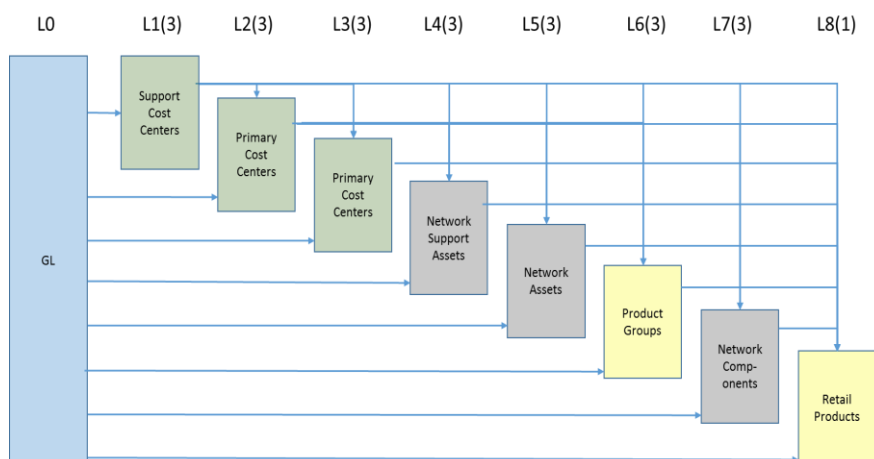 L0 L1(3) L2(3) L3(3) L4(3) L5(3) L6(3) L7(3) L8(1)
GL
Support
Cost
Centers
Primary
Cost
Centers
Primary
Cost
Centers
Network
Support
Assets
Network
Assets
Product
Groups
Network
Comp-
onents
Retail
Products